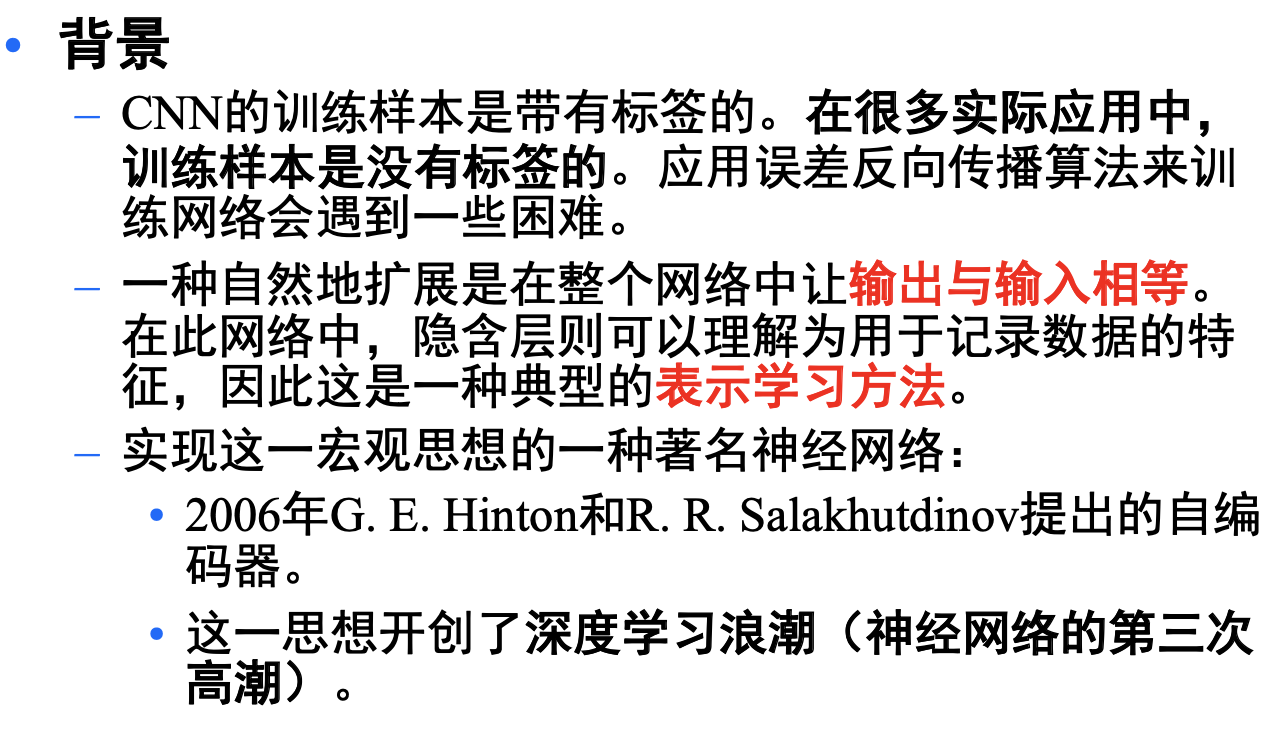 • 背景
– CNN的训练样本是带有标签的。在很多实际应用中，
训练样本是没有标签的。应用误差反向传播算法来训
练网络会遇到一些困难。
– 一种自然地扩展是在整个网络中让输出与输入相等。
在此网络中，隐含层则可以理解为用于记录数据的特
征，因此这是一种典型的表示学习方法。
– 实现这一宏观思想的一种著名神经网络：
• 2006年G. E. Hinton和R. R. Salakhutdinov提出的自编
码器。
• 这一思想开创了深度学习浪潮（神经网络的第三次
高潮）。